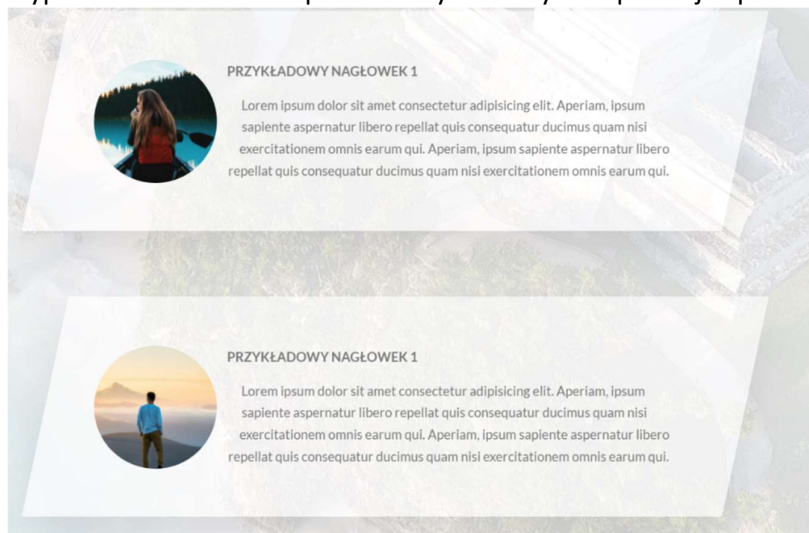 PRZYKŁADOWY NAGŁOWEK 1
Lorem ipsum dolor sit amet consectetur adipisicing elit. Aperiam, ipsum
sapiente aspernatur libero repellat quis consequatur ducimus quam nisi
exercitationem omnis earum qui. Aperiam, ipsum sapiente aspernatur libero
repellat quis consequatur ducimus quam nisi exercitationem omnis earum qui.
PRZYKŁADOWY NAGŁOWEK 1
Lorem ipsum dolor sit amet consectetur adipisicing elit. Aperiam, ipsum
sapiente aspernatur libero repellat quis consequatur ducimus quam nisi
exercitationem omnis earum qui. Aperiam, ipsum sapiente aspernatur libero
repellat quis consequatur ducimus quam nisi exercitationem omnis earum qui.